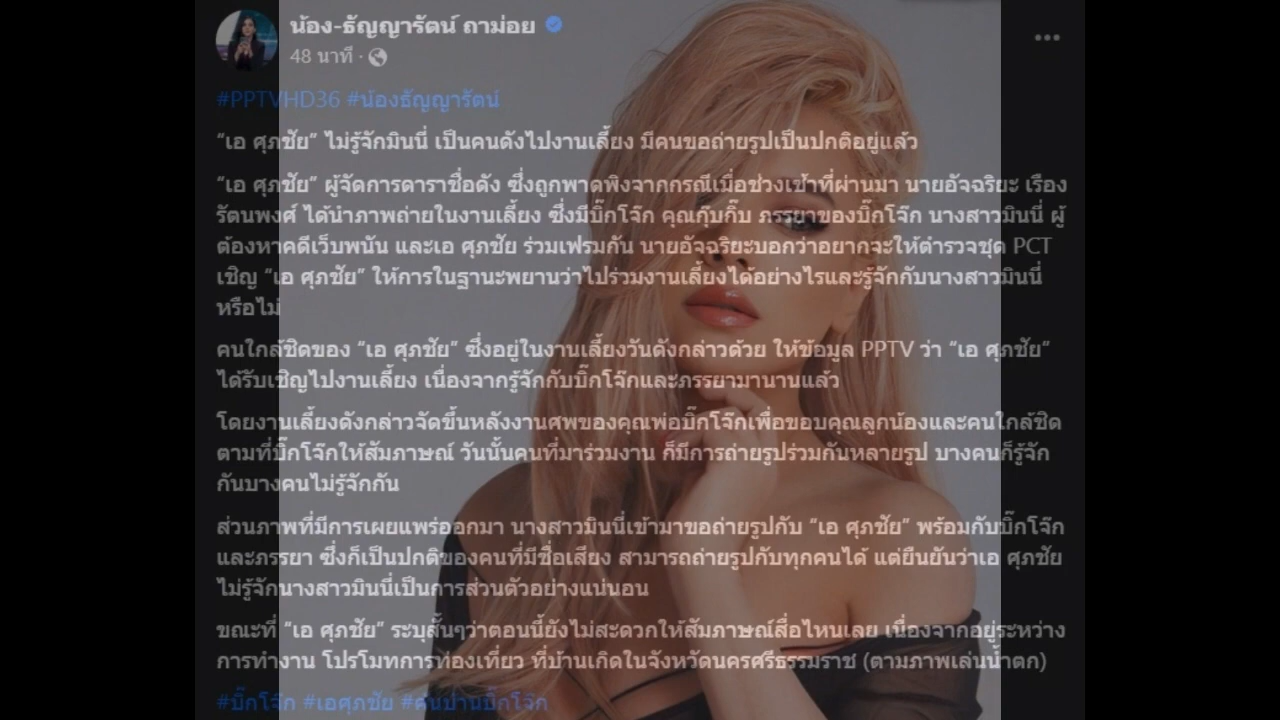 น้อง-ธัญญารัตน์ ถาม่อย
48 นาที ·
#PPTVHD36 #น้องธัญญารัตน์
“เอ ศุภชัย” ไม่รู้จักมินนี่ เป็นคนดังไปงานเลี้ยง มีคนขอถ่ายรูปเป็นปกติอยู่แล้ว
“เอ ศุภชัย” ผู้จัดการดาราชื่อดัง ซึ่งถูกพาดพิงจากกรณีเมื่อช่วงเช้าที่ผ่านมา นายอัจฉริยะ เรือง
รัตนพงศ์ ได้นำภาพถ่ายในงานเลี้ยง ซึ่งมีบิ๊กโจ๊ก คุณกุ๊บกิ๊บ ภรรยาของบิ๊กโจ๊ก นางสาวมินนี่ ผู้
ต้องหาคดีเว็บพนัน และเอ ศุภชัย ร่วมเฟรมกัน นายอัจฉริยะบอกว่าอยากจะให้ตำรวจชุด PCT
เชิญ “เอ ศุภชัย” ให้การในฐานะพยานว่าไปร่วมงานเลี้ยงได้อย่างไรและรู้จักกับนางสาวมินนี่
หรือไม่
คนใกล้ชิดของ “เอ ศุภชัย” ซึ่งอยู่ในงานเลี้ยงวันดังกล่าวด้วย ให้ข้อมูล PPTV ว่า “เอ ศุภชัย”
ได้รับเชิญไปงานเลี้ยง เนื่องจากรู้จักกับบิ๊กโจ๊กและภรรยามานานแล้ว
โดยงานเลี้ยงดังกล่าวจัดขึ้นหลังงานศพของคุณพ่อบิ๊กโจ๊กเพื่อขอบคุณลูกน้องและคนใกล้ชิด
ตามที่บิ๊กโจ๊กให้สัมภาษณ์ วันนั้นคนที่มาร่วมงาน ก็มีการถ่ายรูปร่วมกันหลายรูป บางคนก็รู้จัก
กันบางคนไม่รู้จักกัน
ส่วนภาพที่มีการเผยแพร่ออกมา นางสาวมินนี่เข้ามาขอถ่ายรูปกับ “เอ ศุภชัย” พร้อมกับบิ๊กโจ๊ก
และภรรยา ซึ่งก็เป็นปกติของคนที่มีชื่อเสียง สามารถถ่ายรูปกับทุกคนได้ แต่ยืนยันว่าเอ ศุภชัย
ไม่รู้จักนางสาวมินนี่เป็นการส่วนตัวอย่างแน่นอน
ขณะที่ “เอ ศุภชัย” ระบุสั้นๆว่าตอนนี้ยังไม่สะดวกให้สัมภาษณ์สื่อไหนเลย เนื่องจากอยู่ระหว่าง
การทำงาน โปรโมทการท่องเที่ยว ที่บ้านเกิดในจังหวัดนครศรีธรรมราช (ตามภาพเล่นน้ำตก)
#บิ๊กโจ๊ก #เอศุภชัย #ค้นบ้านบิ๊กโจ๊ก